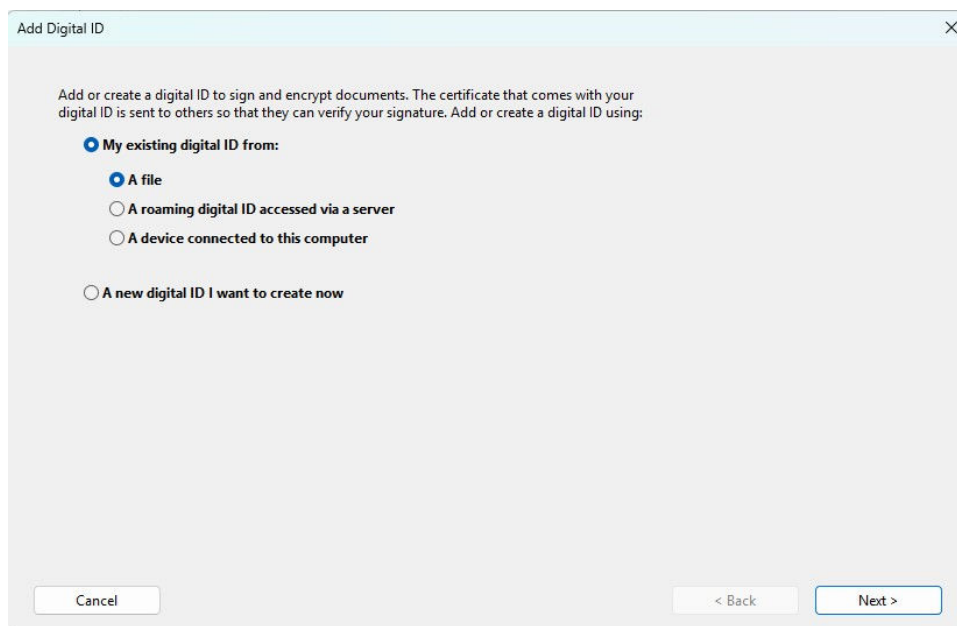 Add Digital ID
Add or create a digital ID to sign and encrypt documents. The certificate that comes with your
digital ID is sent to others so that they can verify your signature. Add or create a digital ID using:
My existing digital ID from:
A file
A roaming digital ID accessed via a server
A device connected to this computer
A new digital ID I want to create now
Cancel
< Back
Next >